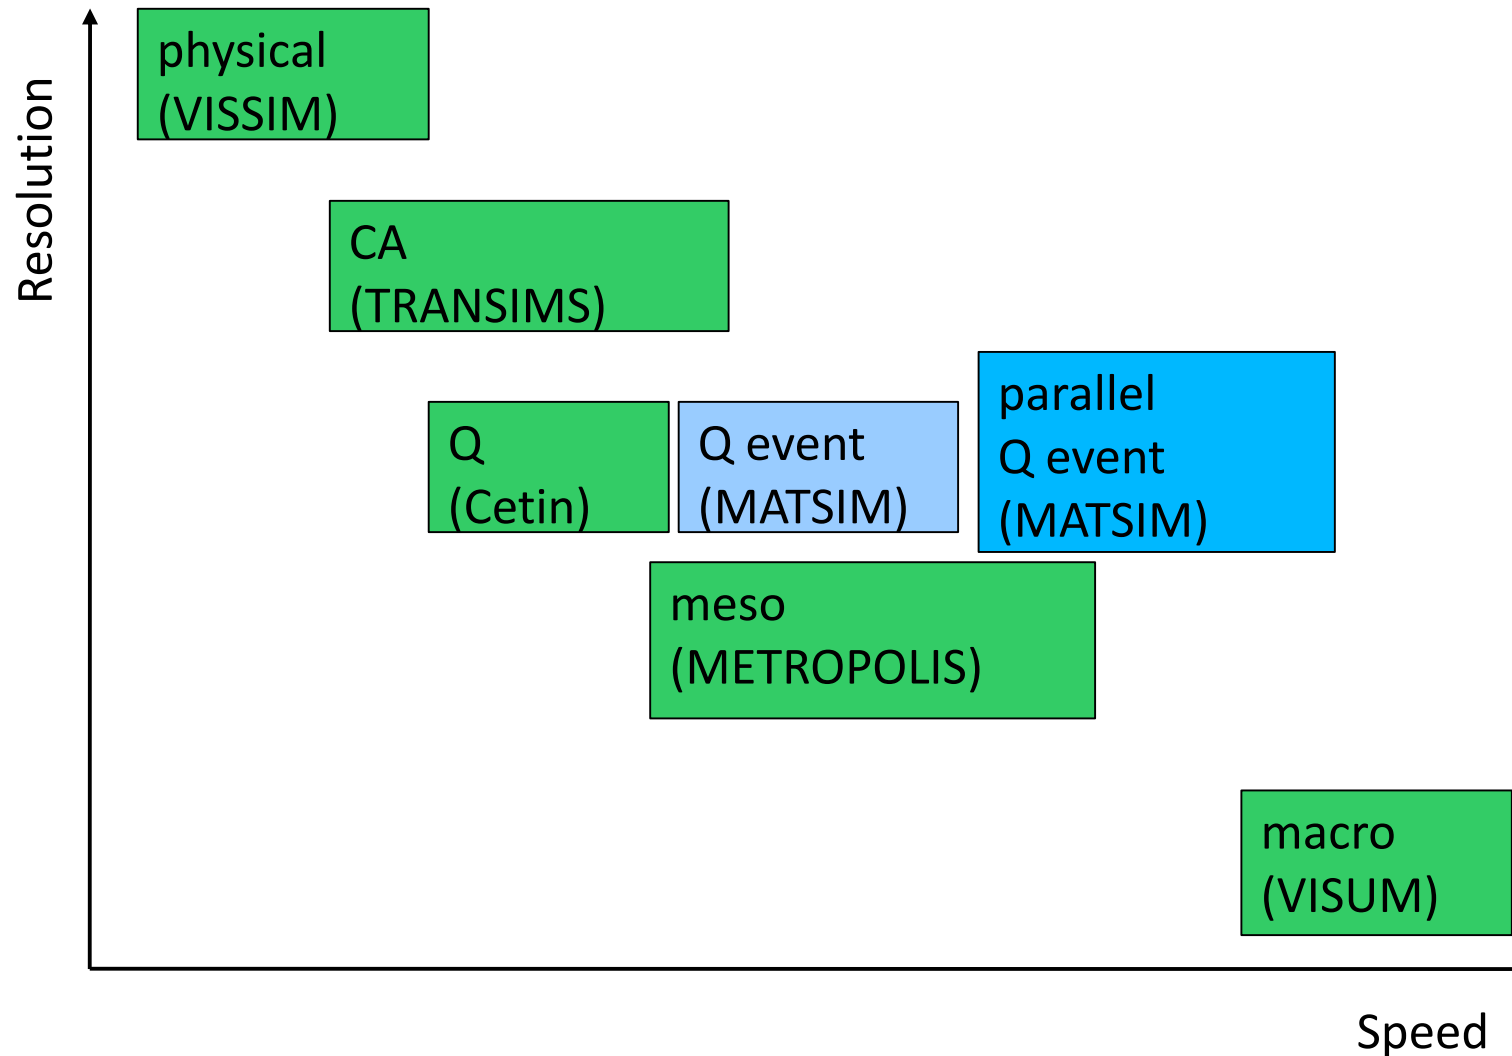 physical
(VISSIM)
Resolution
CA
(TRANSIMS)
parallel
Q event
(MATSIM)
Q
(Cetin)
Q event
(MATSIM)
meso
(METROPOLIS)
macro
(VISUM)
Speed